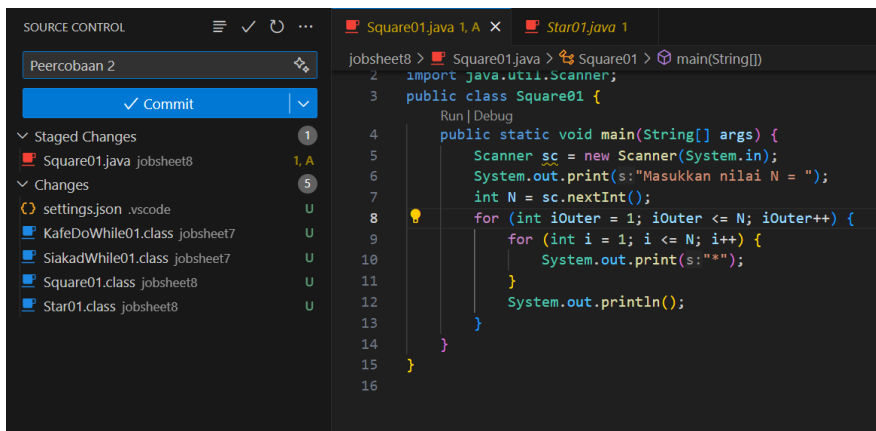 SOURCE CONTROL
Peercobaan 2
Commit
Staged Changes 1
Square01.java jobsheet8 1, A
Changes 5
settings.json .vscode U
KafeDoWhile01.class jobsheet7 U
SiakadWhile01.class jobsheet7 U
Square01.class jobsheet8 U
Star01.class jobsheet8 U
Square01.java 1, A Star01.java 1
jobsheet8 > Square01.java > Square01 > main(String[])
2 import java.util.Scanner;
3 public class Square01 {
Run | Debug
4 public static void main(String[] args) {
5 Scanner sc = new Scanner(System.in);
6 System.out.print(s:"Masukkan nilai N = ");
7 int N = sc.nextInt();
8 for (int iOuter = 1; iOuter <= N; iOuter++) {
9 for (int i = 1; i <= N; i++) {
10 System.out.print(s:"*");
11 }
12 System.out.println();
13 }
14 }
15 }
16